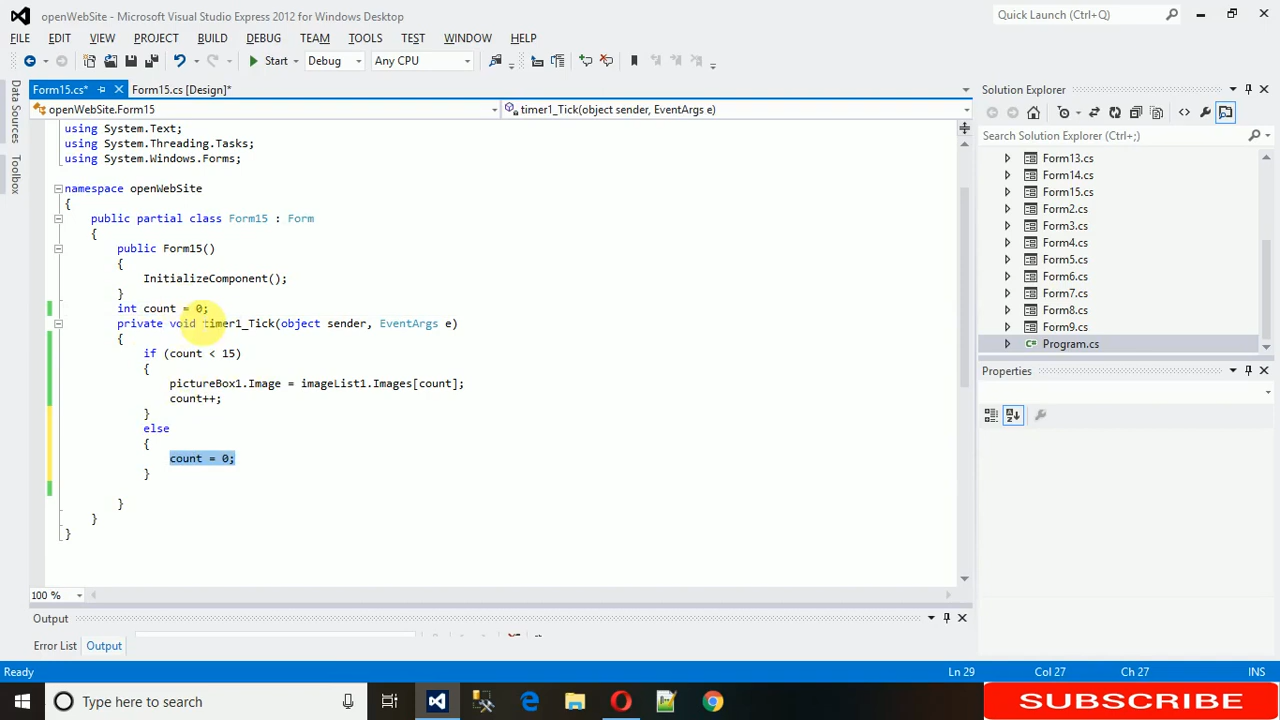 openWebSite - Microsoft Visual Studio Express 2012 for Windows Desktop
Quick Launch (Ctrl+Q)
FILE EDIT VIEW PROJECT BUILD DEBUG TEAM TOOLS TEST WINDOW HELP
Start Debug Any CPU
Form15.cs* Form15.cs [Design]*
Solution Explorer
openWebSite.Form15 timer1_Tick(object sender, EventArgs e)
Search Solution Explorer (Ctrl+;)
Data Sources
Toolbox
using System.Text;
using System.Threading.Tasks;
using System.Windows.Forms;
namespace openWebSite
{
public partial class Form15 : Form
{
public Form15()
{
InitializeComponent();
}
int count = 0;
private void timer1_Tick(object sender, EventArgs e)
{
if (count < 15)
{
pictureBox1.Image = imageList1.Images[count];
count++;
}
else
{
count = 0;
}
}
}
}
Form13.cs
Form14.cs
Form15.cs
Form2.cs
Form3.cs
Form4.cs
Form5.cs
Form6.cs
Form7.cs
Form8.cs
Form9.cs
Program.cs
Properties
100 %
Output
Error List Output
Ready Ln 29 Col 27 Ch 27 INS
Type here to search
SUBSCRIBE